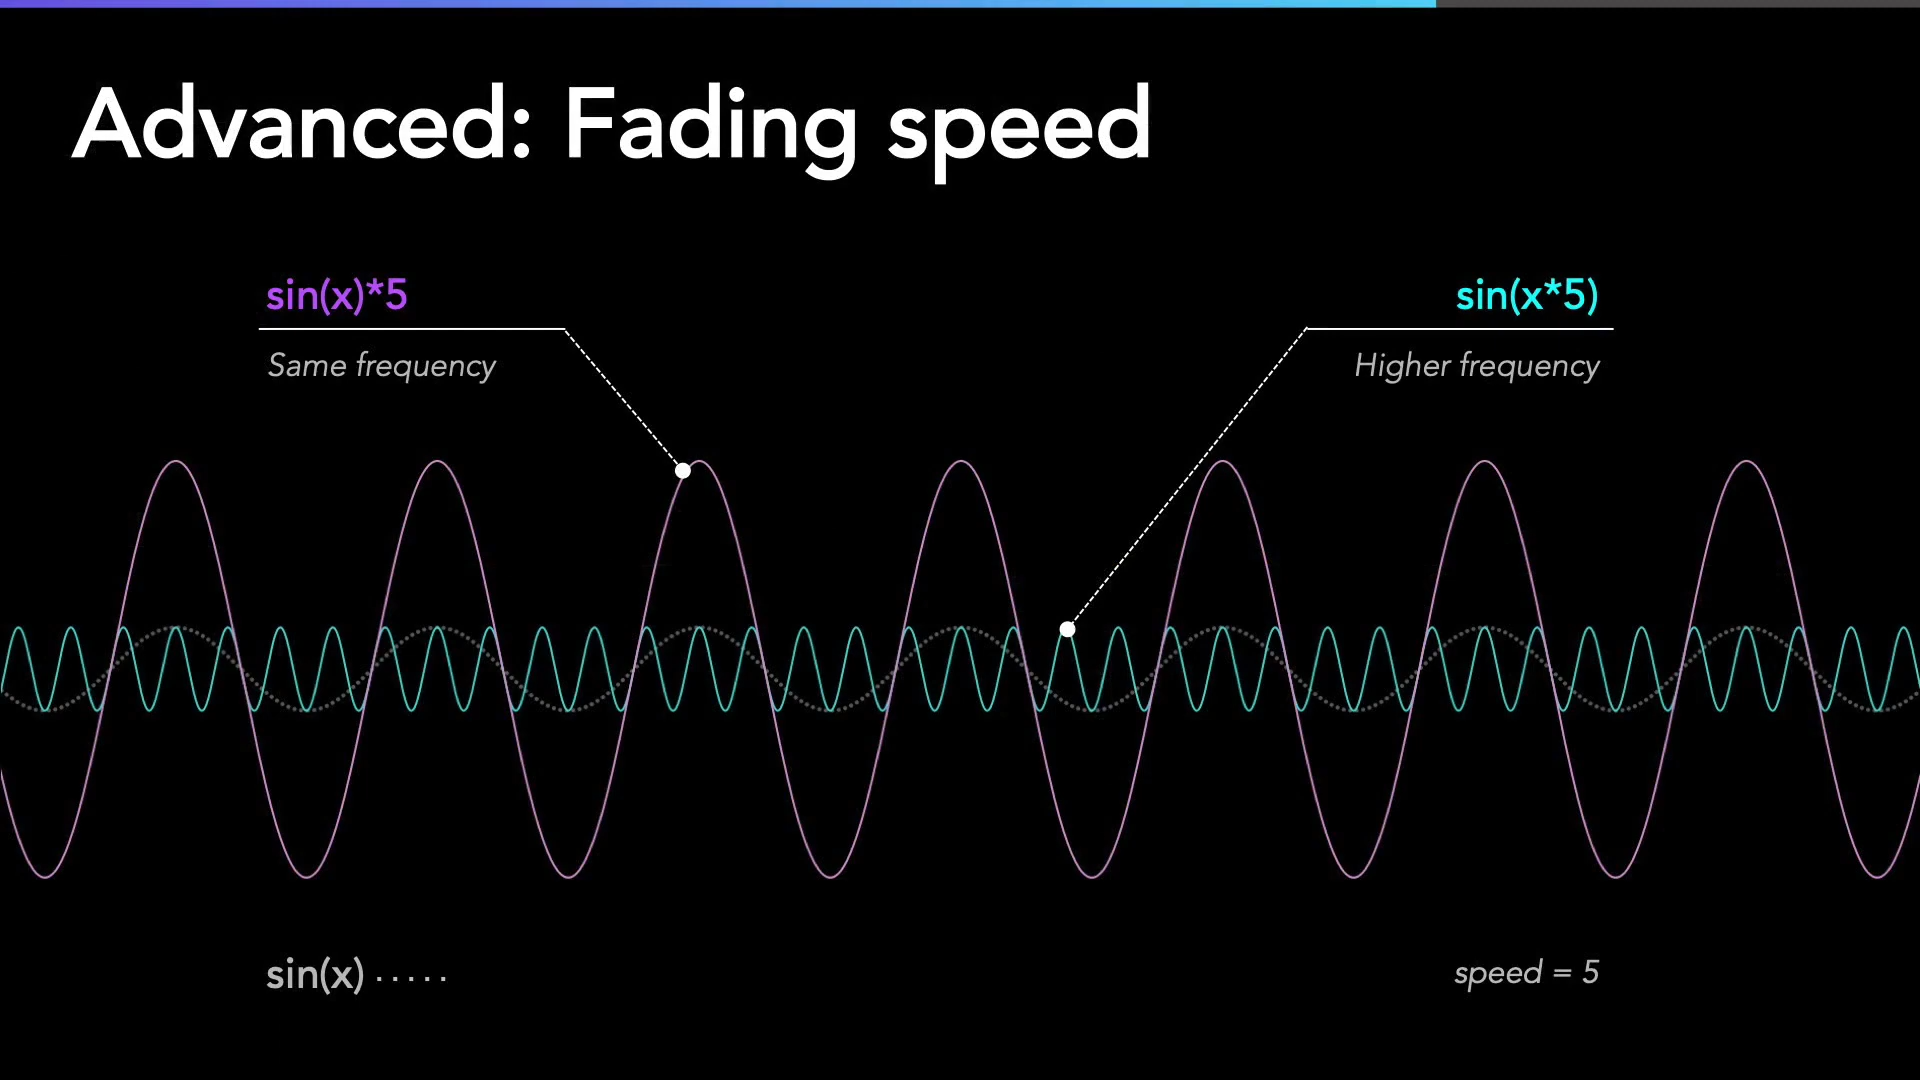 Advanced: Fading speed
sin(x)*5
Same frequency
sin(x*5)
Higher frequency
sin(x) .....
speed = 5